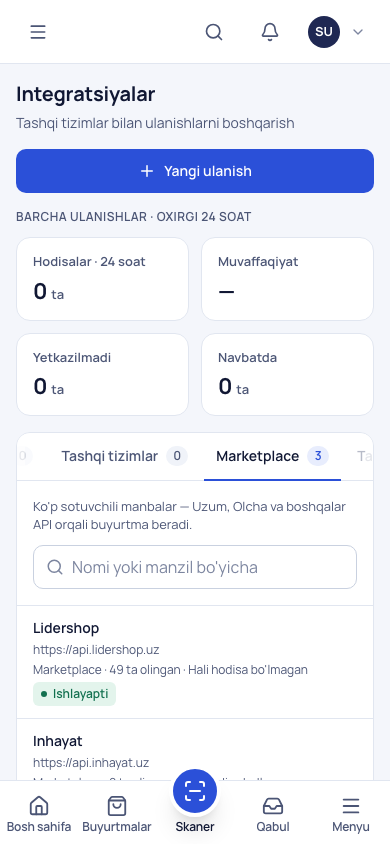 SU
Integratsiyalar
Tashqi tizimlar bilan ulanishlarni boshqarish
Yangi ulanish
BARCHA ULANISHLAR · OXIRGI 24 SOAT
Hodisalar · 24 soat
0 ta
Muvaffaqiyat
—
Yetkazilmadi
0 ta
Navbatda
0 ta
0 Tashqi tizimlar 0 Marketplace 3 Ta
Ko'p sotuvchili manbalar — Uzum, Olcha va boshqalar
API orqali buyurtma beradi.
Nomi yoki manzil bo'yicha
Lidershop
https://api.lidershop.uz
Marketplace · 49 ta olingan · Hali hodisa bo'lmagan
Ishlayapti
Inhayat
https://api.inhayat.uz
Bosh sahifa Buyurtmalar Skaner Qabul Menyu